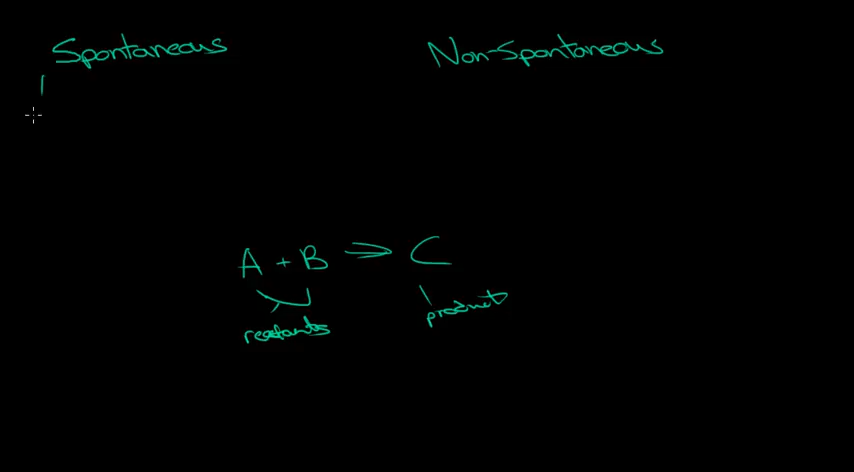 Spontaneous
Non-Spontaneous
A + B → C
reactants
product